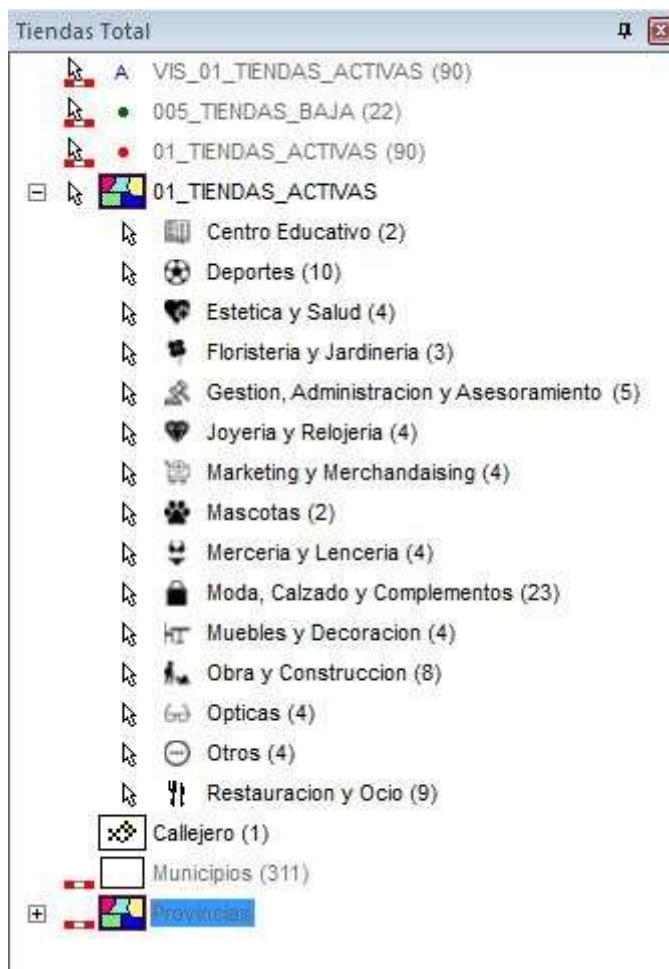 Tiendas Total
A VIS_01_TIENDAS_ACTIVAS (90)
005_TIENDAS_BAJA (22)
01_TIENDAS_ACTIVAS (90)
01_TIENDAS_ACTIVAS
Centro Educativo (2)
Deportes (10)
Estetica y Salud (4)
Floristeria y Jardineria (3)
Gestion, Administracion y Asesoramiento (5)
Joyeria y Relojeria (4)
Marketing y Merchandaising (4)
Mascotas (2)
Merceria y Lenceria (4)
Moda, Calzado y Complementos (23)
Muebles y Decoracion (4)
Obra y Construccion (8)
Opticas (4)
Otros (4)
Restauracion y Ocio (9)
Callejero (1)
Municipios (311)
Provincias